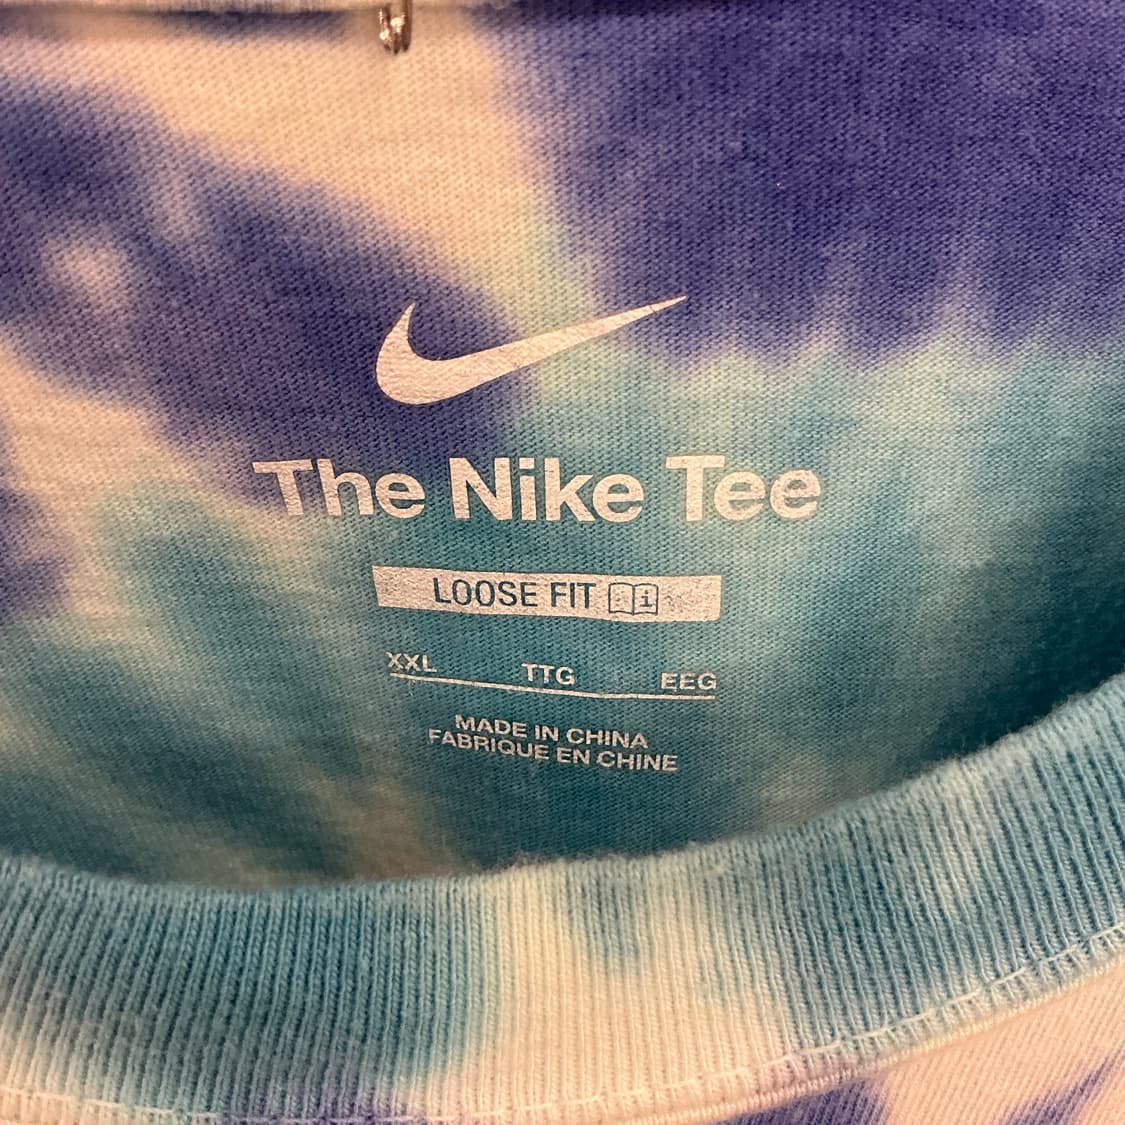 The Nike Tee
LOOSE FIT
XXL TTG EEG
MADE IN CHINA
FABRIQUE EN CHINE